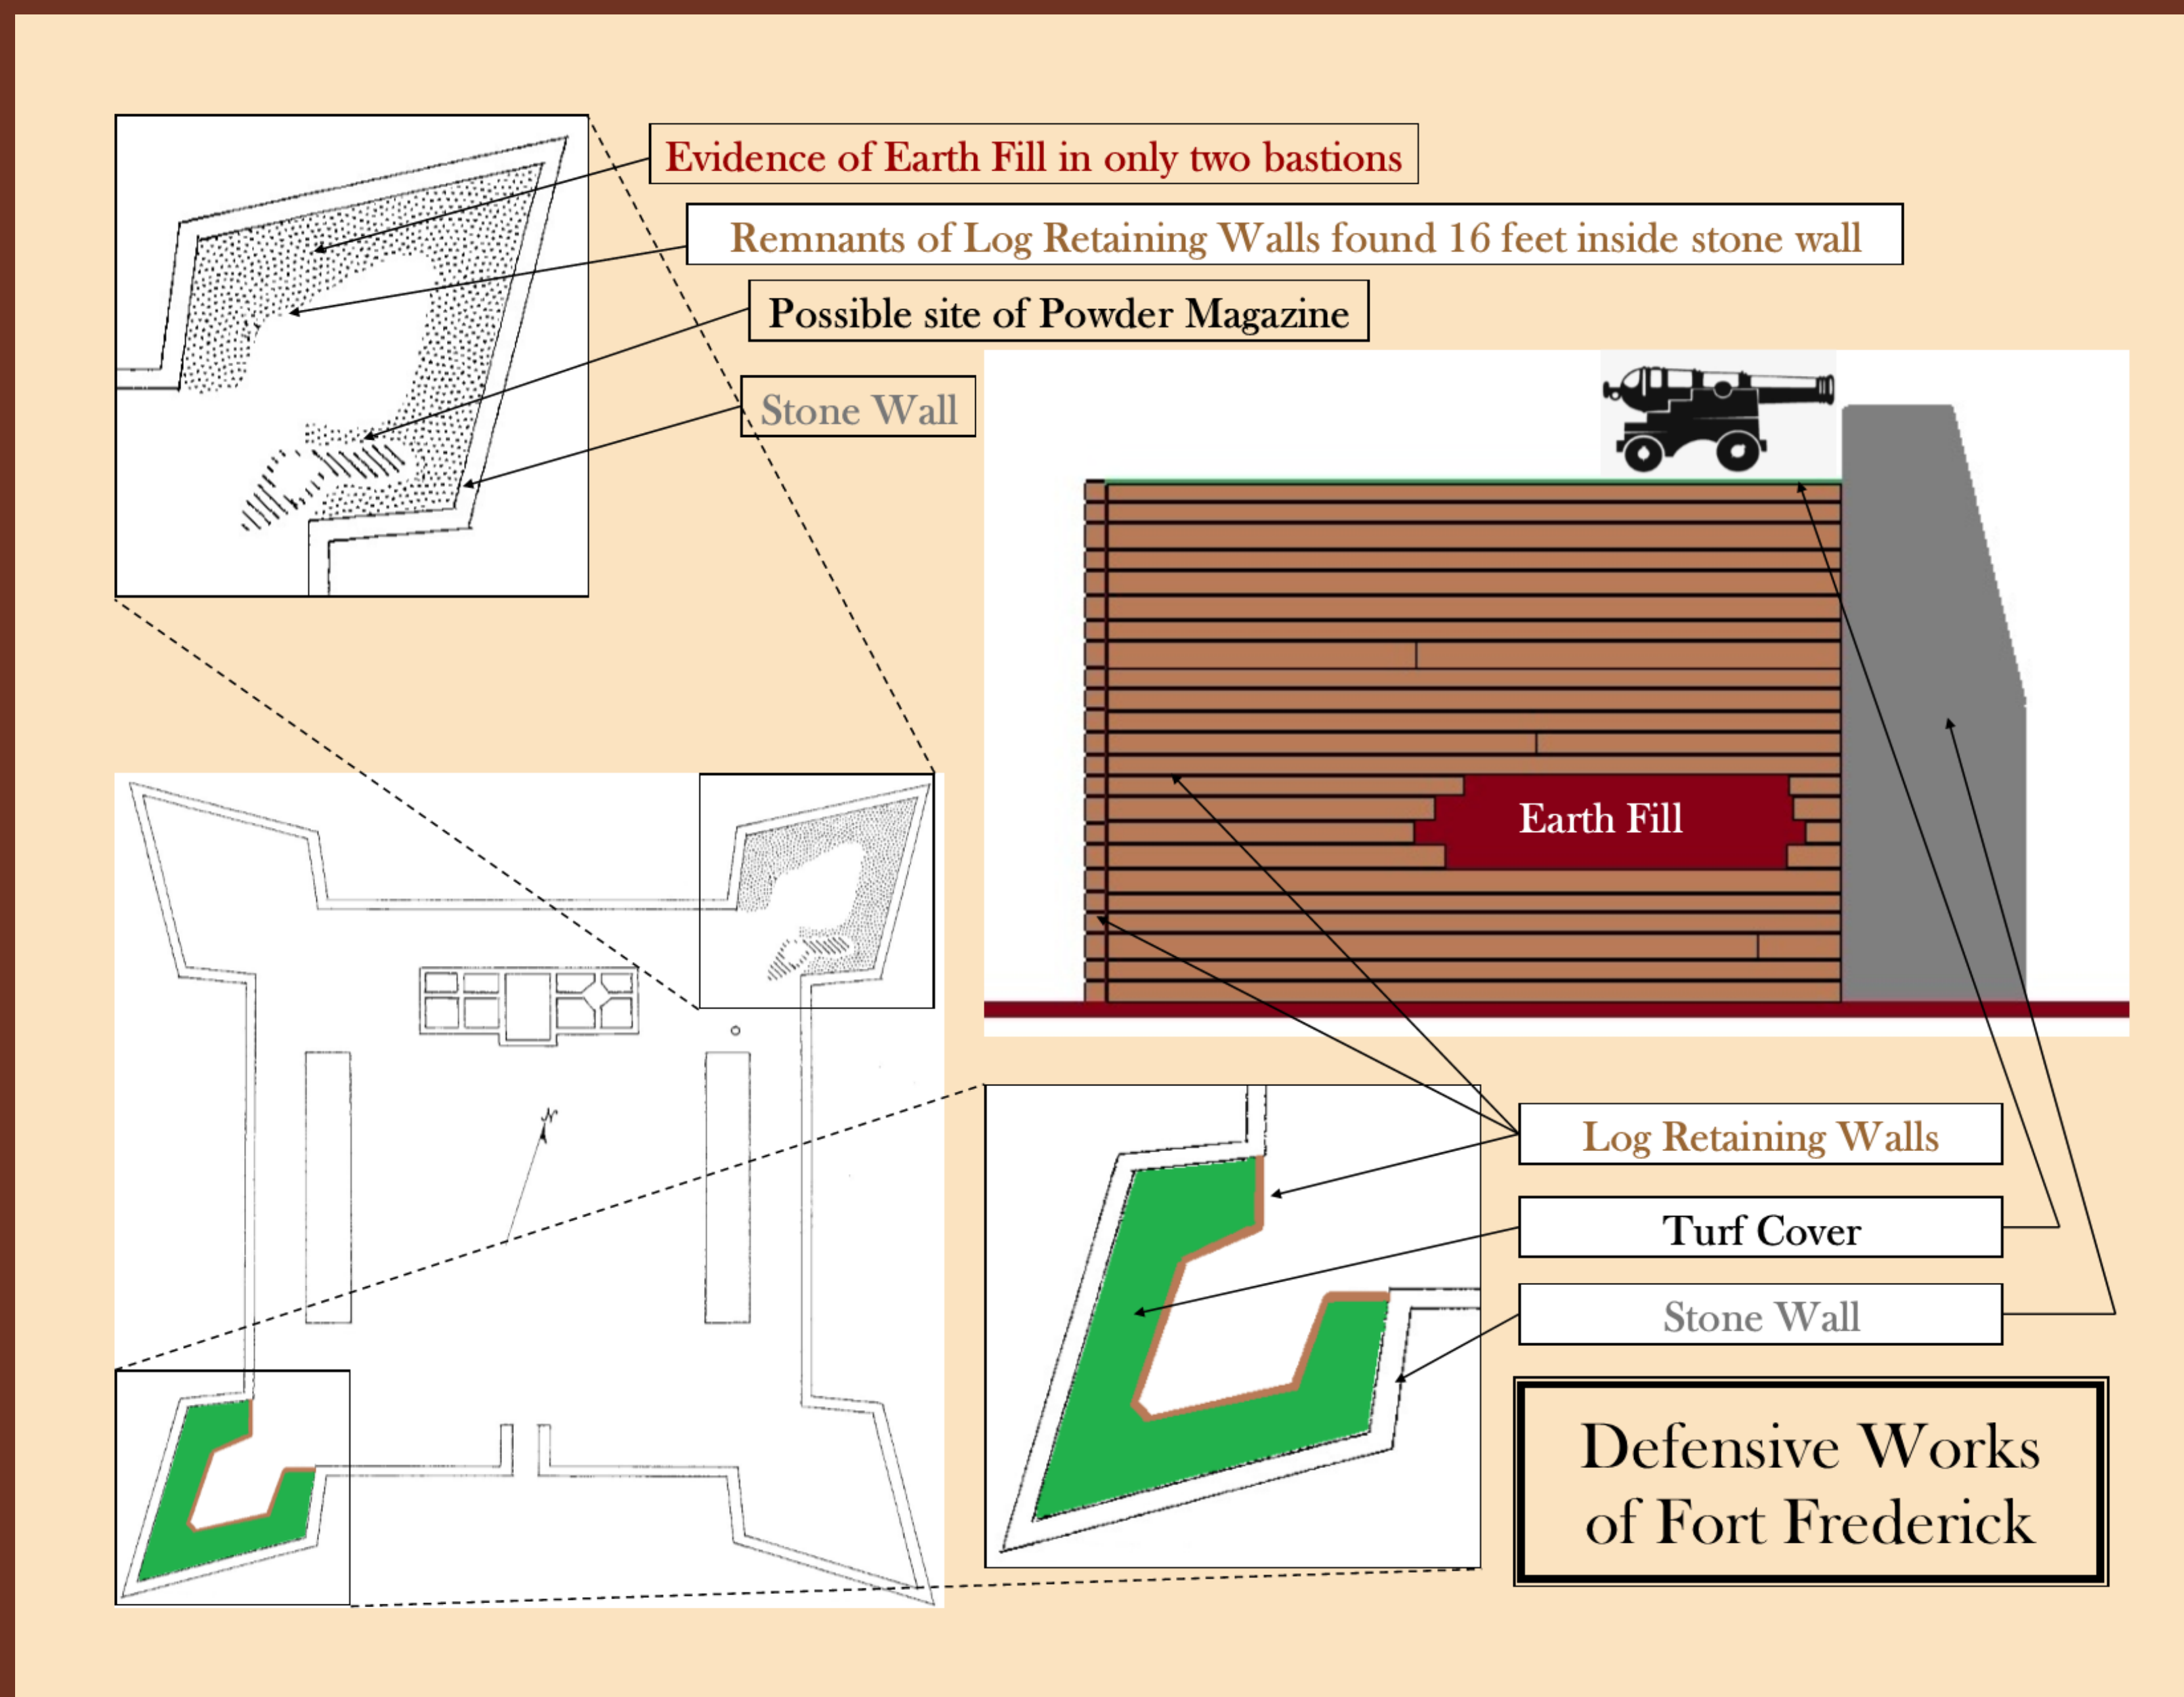 Evidence of Earth Fill in only two bastions
Remnants of Log Retaining Walls found 16 feet inside stone wall
Possible site of Powder Magazine
Stone Wall
Earth Fill
N
Log Retaining Walls
Turf Cover
Stone Wall
Defensive Works
of Fort Frederick